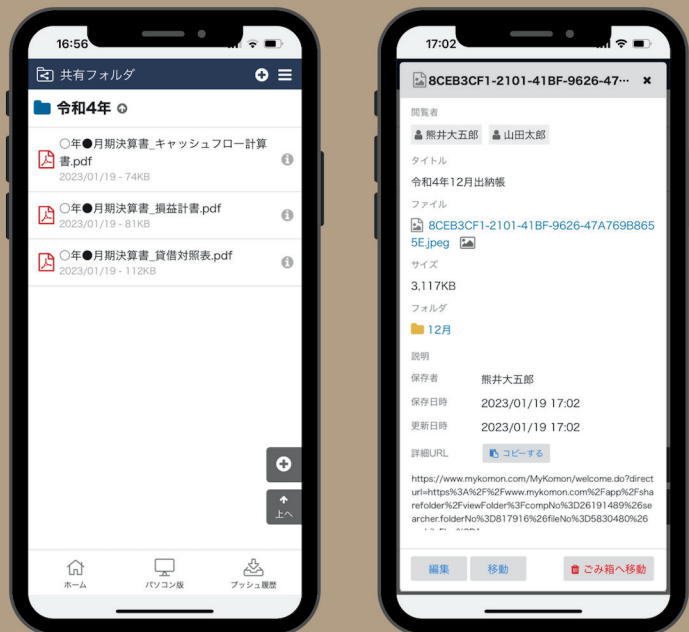 16:56
共有フォルダ
令和4年
○年●月期決算書_キャッシュフロー計算
書.pdf
2023/01/19 - 74KB
○年●月期決算書_損益計書.pdf
2023/01/19 - 81KB
○年●月期決算書_貸借対照表.pdf
2023/01/19 - 112KB
上へ
ホーム
パソコン版
プッシュ履歴
17:02
8CEB3CF1-2101-41BF-9626-47…
閲覧者
熊井大五郎 山田太郎
タイトル
令和4年12月出納帳
ファイル
8CEB3CF1-2101-41BF-9626-47A769B865
5E.jpeg
サイズ
3,117KB
フォルダ
12月
説明
保存者 熊井大五郎
保存日時 2023/01/19 17:02
更新日時 2023/01/19 17:02
詳細URL コピーする
https://www.mykomon.com/MyKomon/welcome.do?direct
url=https%3A%2F%2Fwww.mykomon.com%2Fapp%2Fsha
refolder%2FviewFolder%3FcompNo%3D26191489%26se
archer.folderNo%3D817916%26fileNo%3D5830480%26
編集 移動 ごみ箱へ移動